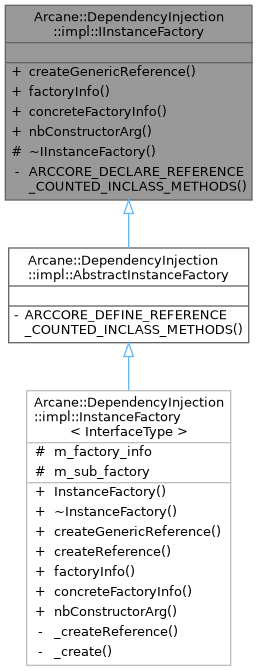 Arcane::DependencyInjection
::impl::IInstanceFactory
+ createGenericReference()
+ factoryInfo()
+ concreteFactoryInfo()
+ nbConstructorArg()
# ~IInstanceFactory()
- ARCCORE_DECLARE_REFERENCE
_COUNTED_INCLASS_METHODS()
Arcane::DependencyInjection
::impl::AbstractInstanceFactory
- ARCCORE_DEFINE_REFERENCE
_COUNTED_INCLASS_METHODS()
Arcane::DependencyInjection
::impl::InstanceFactory
< InterfaceType >
# m_factory_info
# m_sub_factory
+ InstanceFactory()
+ ~InstanceFactory()
+ createGenericReference()
+ createReference()
+ factoryInfo()
+ concreteFactoryInfo()
+ nbConstructorArg()
- _createReference()
- _create()